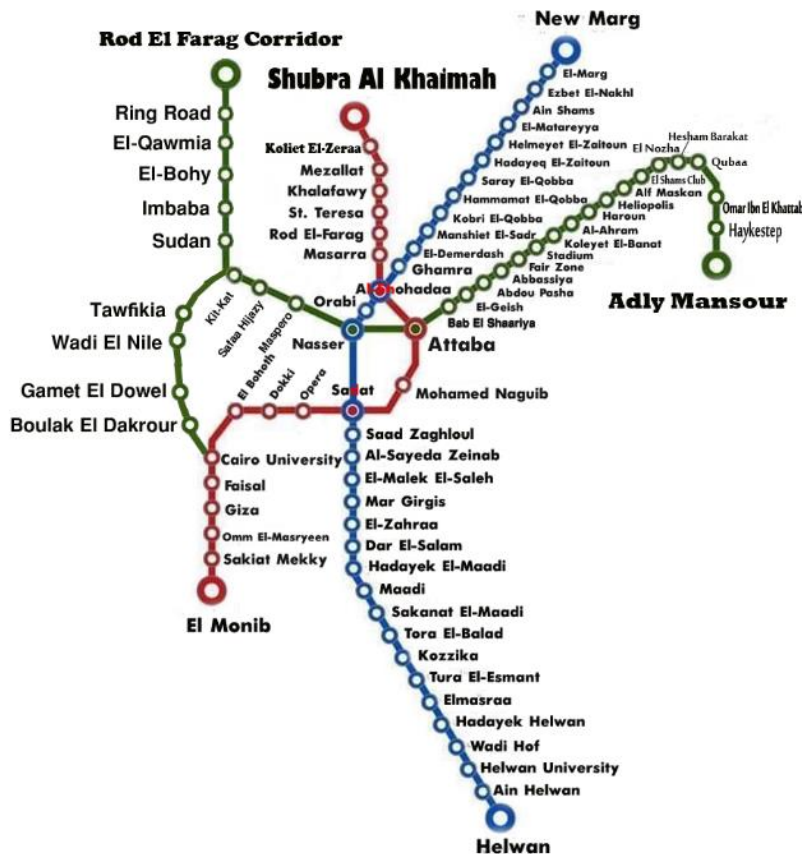 New Marg
Rod El Farag Corridor
Shubra Al Khaimah
El-Marg
Ezbet El-Nakhl
Ain Shams
El-Matareyya
Helmeyet El-Zaitoun
Hadayeq El-Zaitoun
Saray El-Qobba
Hammamat El-Qobba
Kobri El-Qobba
Manshiet El-Sadr
El-Demerdash
Ghamra
Ring Road
El-Qawmia
El-Bohy
Imbaba
Sudan
Koliet El-Zeraa
Mezallat
Khalafawy
St. Teresa
Rod El-Farag
Masarra
Hesham Barakat
El Nozha
Qubaa
El Shams Club
Alf Maskan
Omar Ibn El Khattab
Heliopolis
Haykestep
Haroun
Al-Ahram
Koleyet El-Banat
Stadium
Fair Zone
Abbassiya
Abdou Pasha
El-Geish
Bab El Shaariya
Adly Mansour
Orabi
Kit-Kat
Safaa Hijazy
Maspero
Nasser
Attaba
Tawfikia
Wadi El Nile
Gamet El Dowel
Boulak El Dakrour
El Bohoth
Dokki
Opera
Mohamed Naguib
Cairo University
Faisal
Giza
Omm El-Masryeen
Sakiat Mekky
El Monib
Saad Zaghloul
Al-Sayeda Zeinab
El-Malek El-Saleh
Mar Girgis
El-Zahraa
Dar El-Salam
Hadayek El-Maadi
Maadi
Sakanat El-Maadi
Tora El-Balad
Kozzika
Tura El-Esmant
Elmasraa
Hadayek Helwan
Wadi Hof
Helwan University
Ain Helwan
Helwan